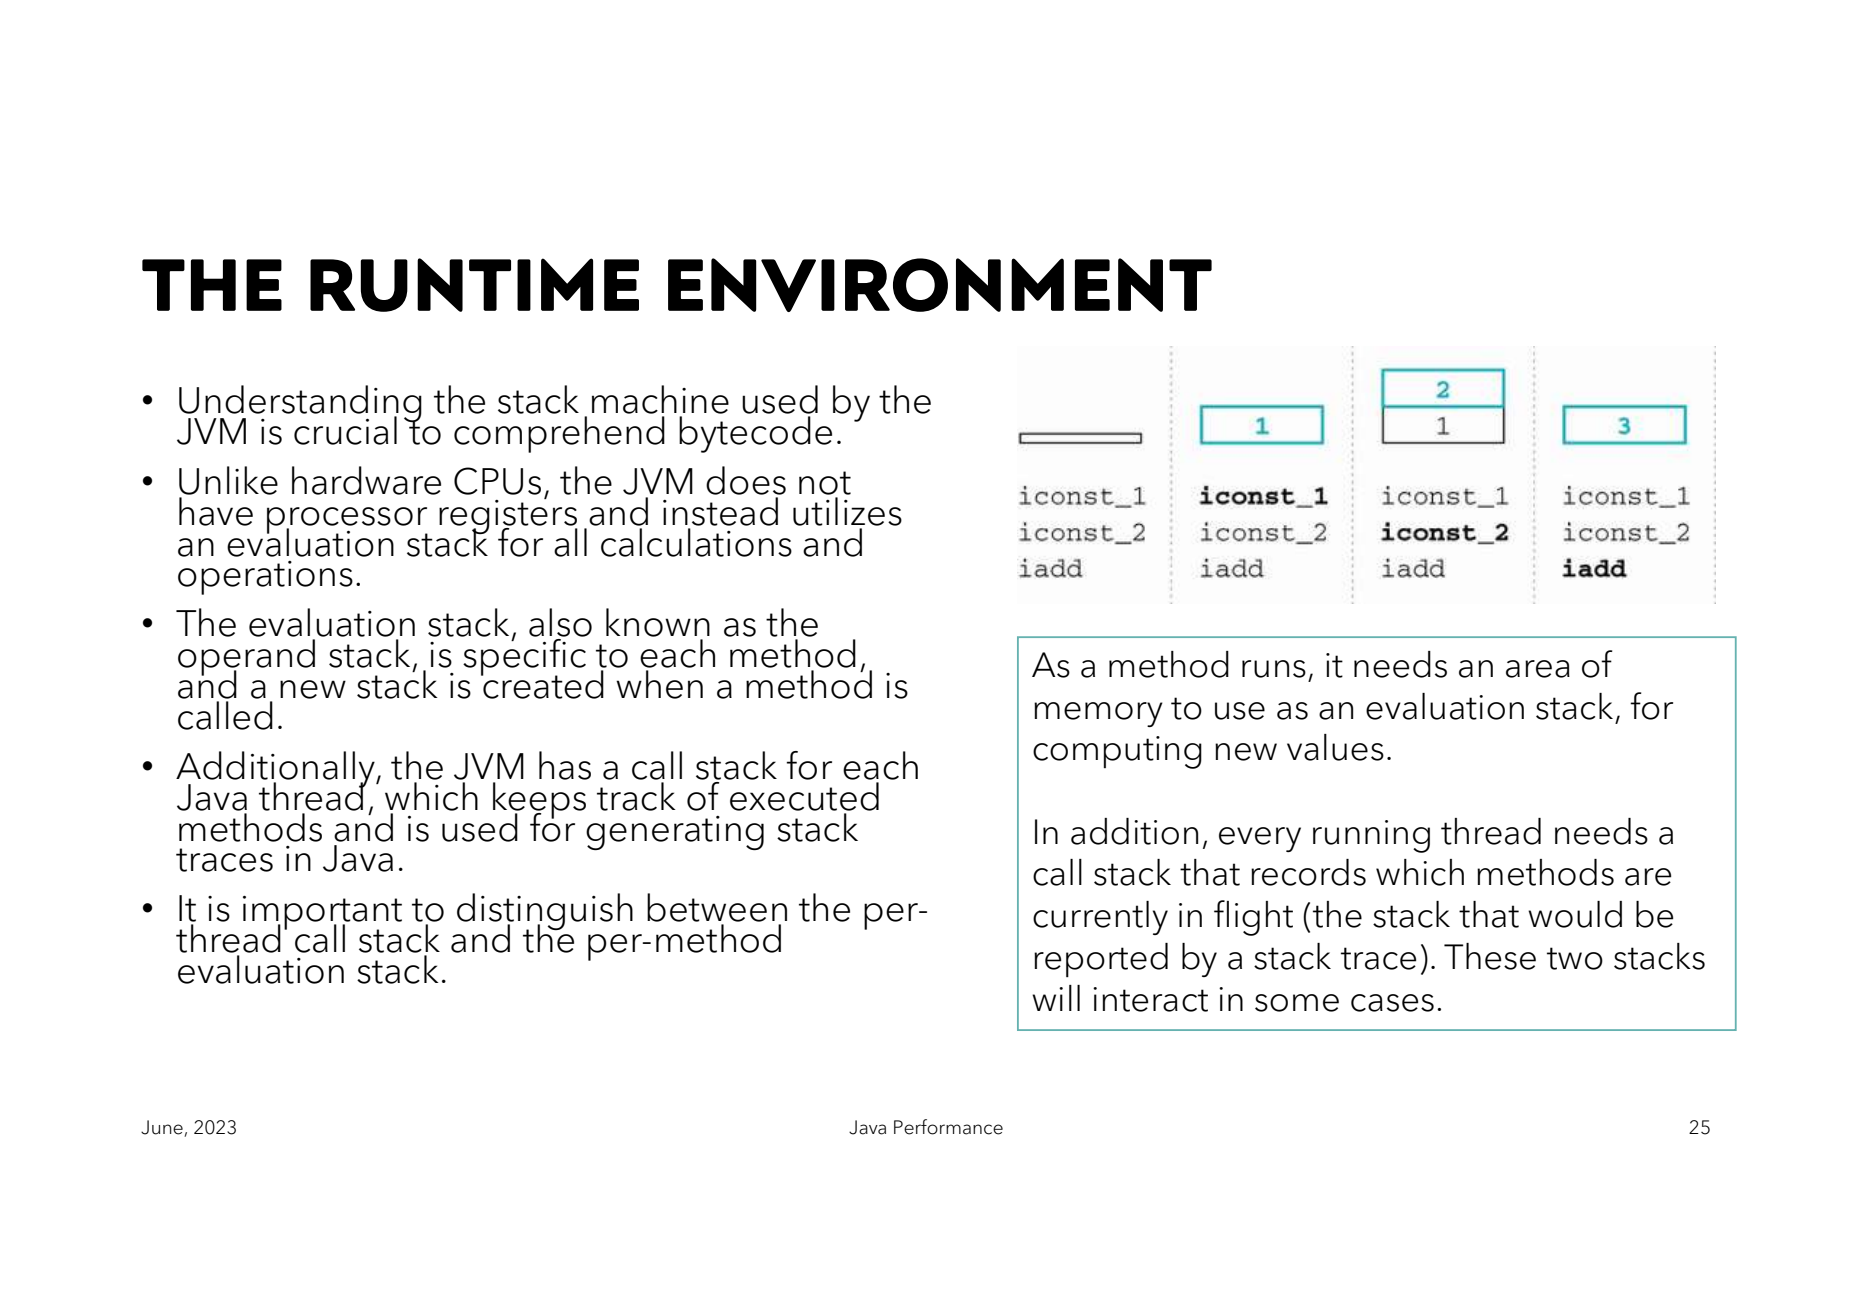 THE RUNTIME ENVIRONMENT
• Understanding the stack machine used by the
JVM is crucial to comprehend bytecode.
• Unlike hardware CPUs, the JVM does not
have processor registers and instead utilizes
an evaluation stack for all calculations and
operations.
• The evaluation stack, also known as the
operand stack, is specific to each method,
and a new stack is created when a method is
called.
• Additionally, the JVM has a call stack for each
Java thread, which keeps track of executed
methods and is used for generating stack
traces in Java.
• It is important to distinguish between the per-
thread call stack and the per-method
evaluation stack.
2
1 1 3
iconst_1 iconst_1 iconst_1 iconst_1
iconst_2 iconst_2 iconst_2 iconst_2
iadd iadd iadd iadd
As a method runs, it needs an area of
memory to use as an evaluation stack, for
computing new values.
In addition, every running thread needs a
call stack that records which methods are
currently in flight (the stack that would be
reported by a stack trace). These two stacks
will interact in some cases.
June, 2023 Java Performance 25